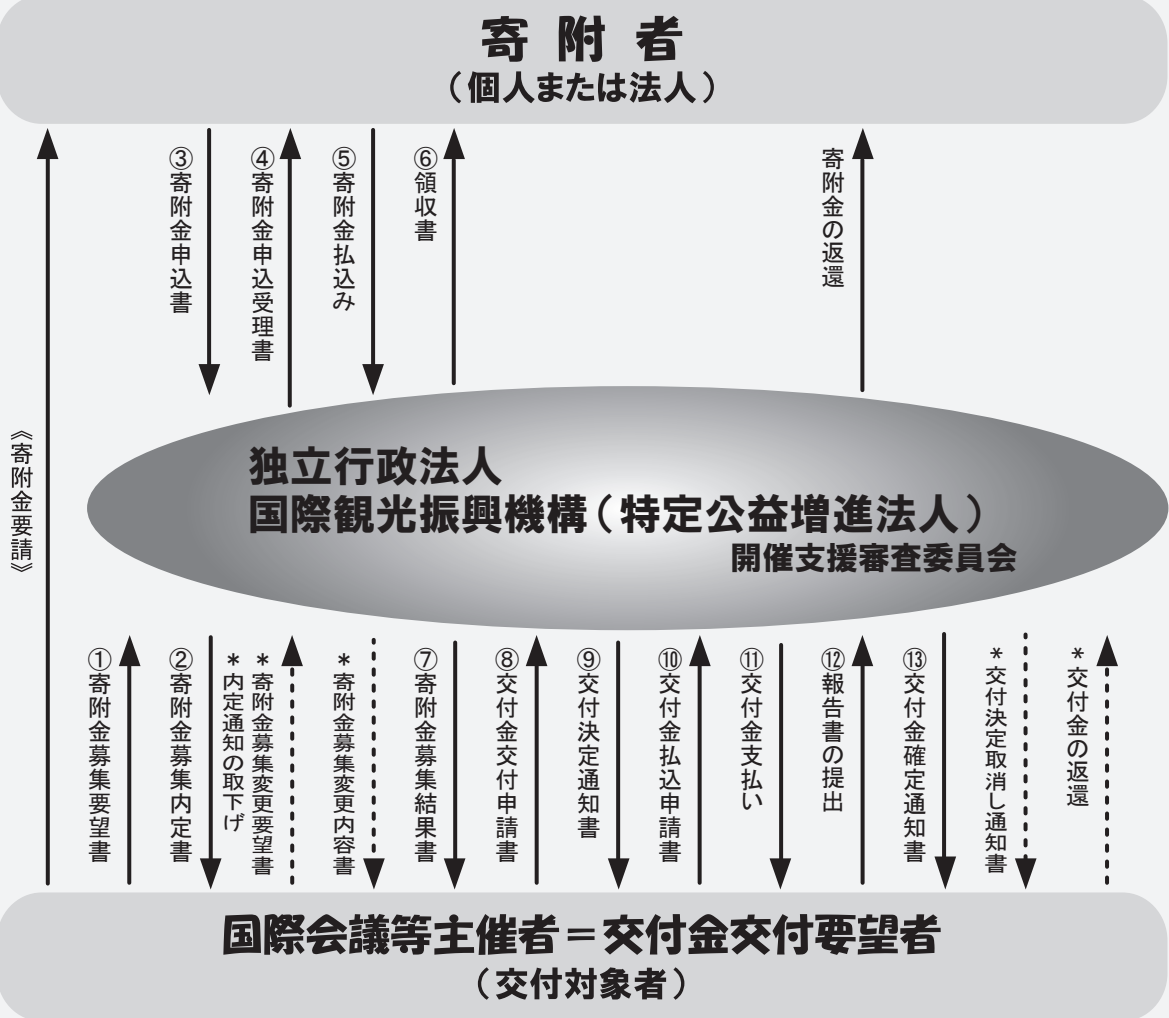 寄附者
（個人または法人）
③寄附金申込書
④寄附金申込受理書
⑤寄附金払込み
⑥領収書
寄附金の返還
《寄附金要請》
独立行政法人
国際観光振興機構（特定公益増進法人）
開催支援審査委員会
①寄附金募集要望書
②寄附金募集内定書
＊寄附金募集変更要望書
＊内定通知の取下げ
＊寄附金募集変更内容書
⑦寄附金募集結果書
⑧交付金交付申請書
⑨交付決定通知書
⑩交付金払込申請書
⑪交付金支払い
⑫報告書の提出
⑬交付金確定通知書
＊交付決定取消し通知書
＊交付金の返還
国際会議等主催者＝交付金交付要望者
（交付対象者）